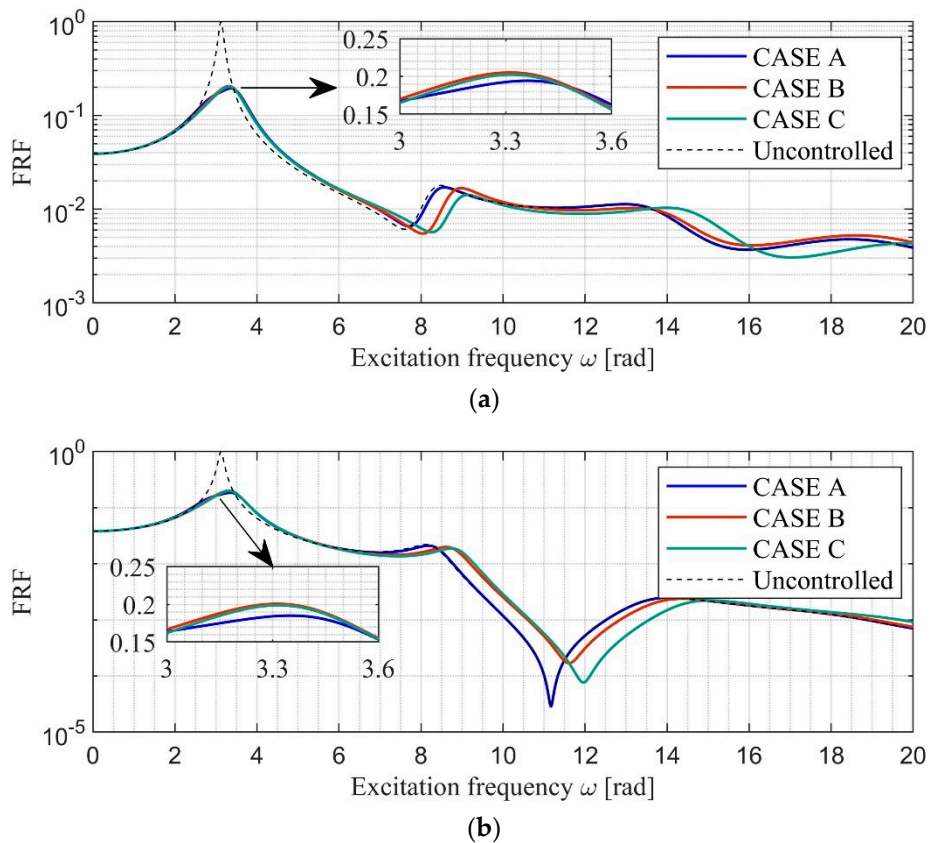 10^0
10^-1
10^-2
10^-3
FRF
0.25
0.2
0.15
3
3.3
3.6
CASE A
CASE B
CASE C
Uncontrolled
0 2 4 6 8 10 12 14 16 18 20
Excitation frequency ω [rad]
(a)
10^0
10^-5
FRF
CASE A
CASE B
CASE C
Uncontrolled
0.25
0.2
0.15
3
3.3
3.6
0 2 4 6 8 10 12 14 16 18 20
Excitation frequency ω [rad]
(b)